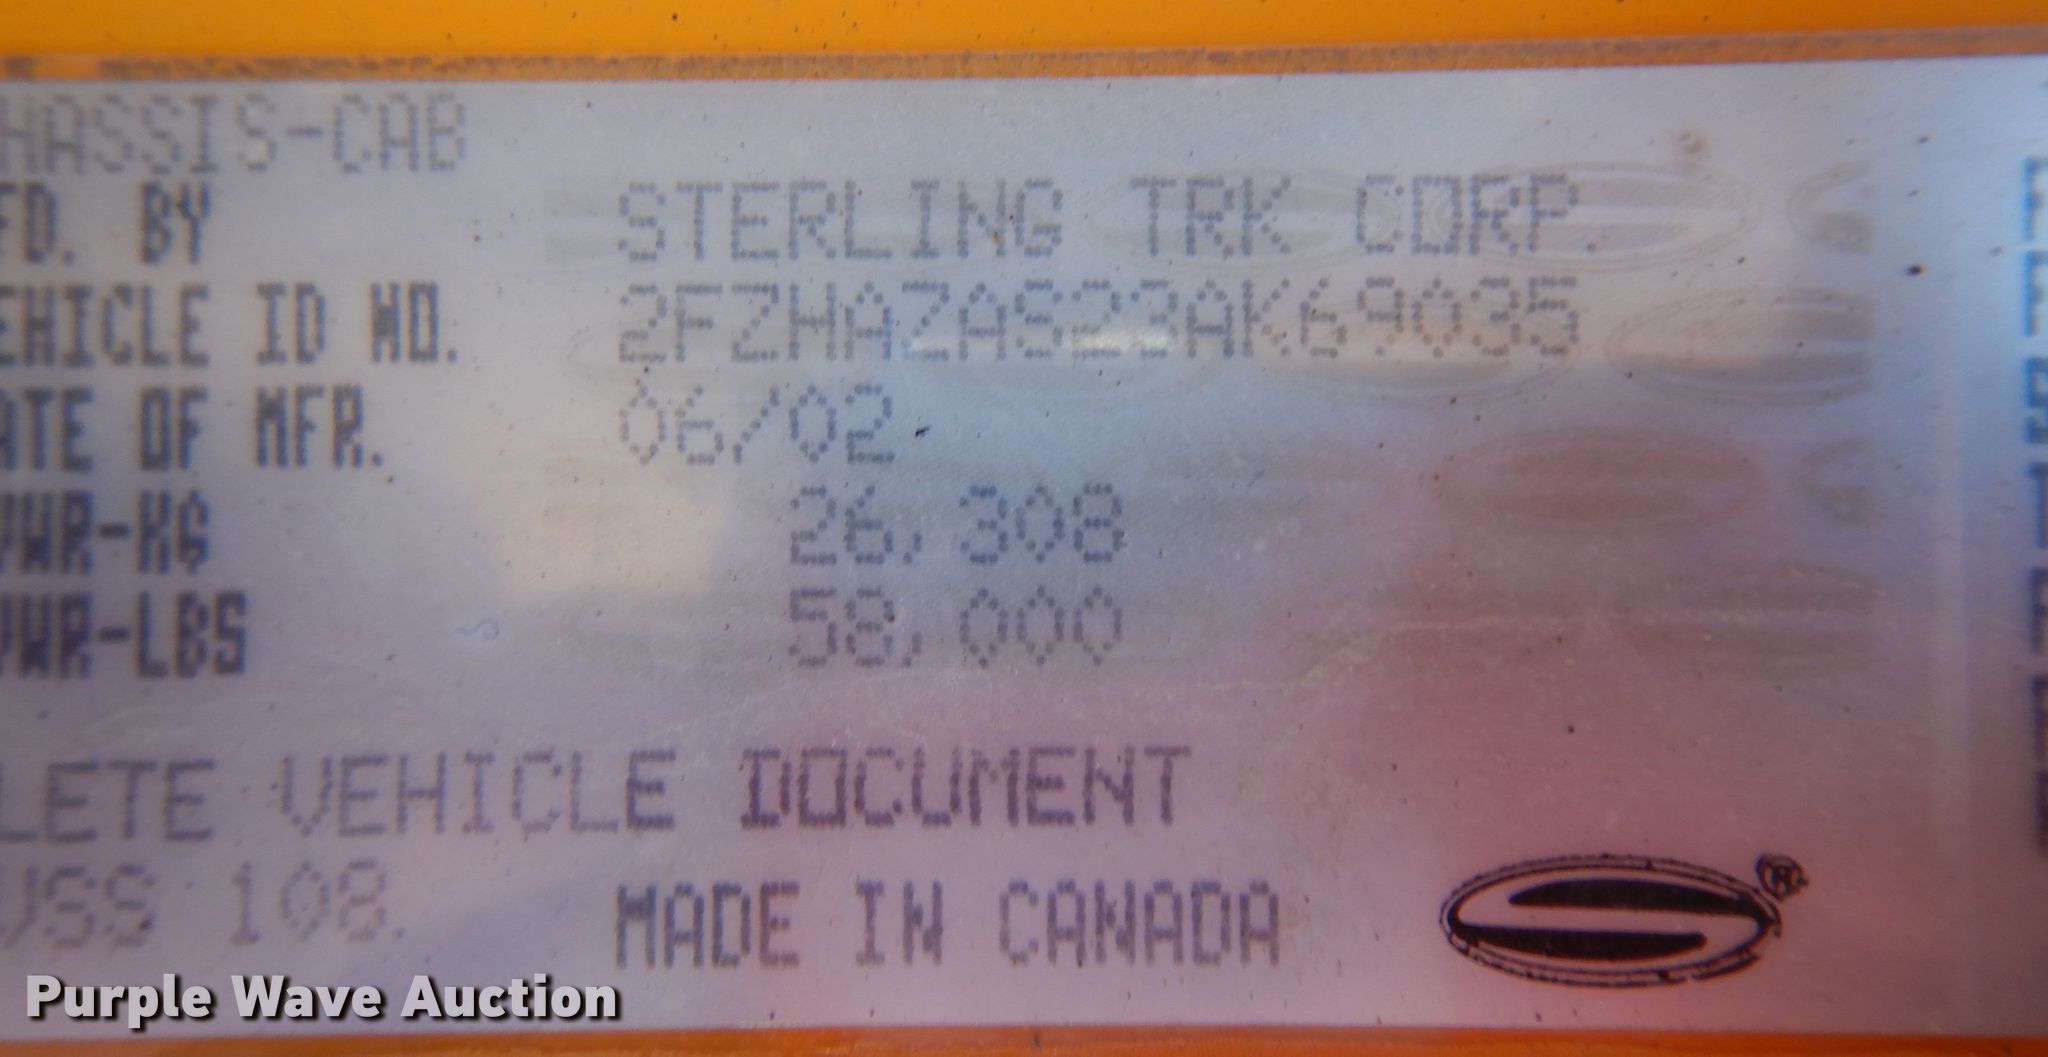 HASSIS-CAB
FD. BY STERLING TRK CORP.
EHICLE ID NO. 2FZHAZAS23AK69035
ATE OF MFR. 06/02
VWR-KG 26,308
VWR-LBS 58,000
LETE VEHICLE DOCUMENT
VSS 108. MADE IN CANADA
Purple Wave Auction